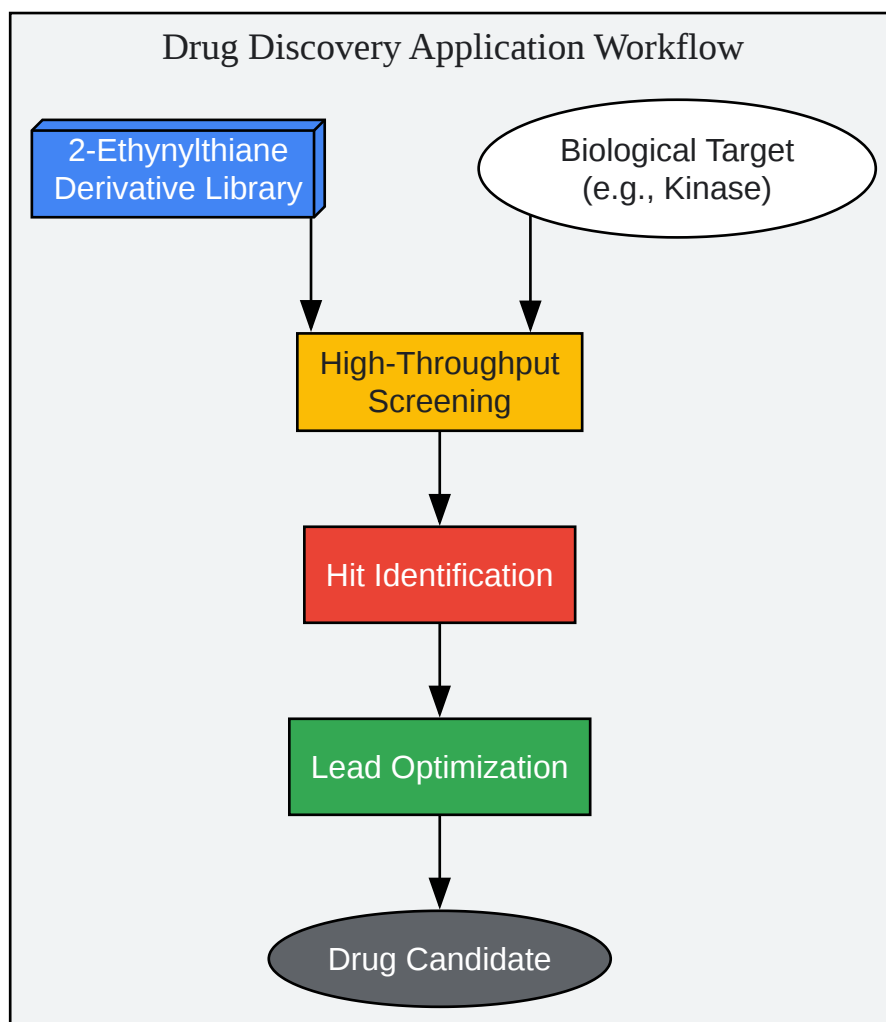 Drug Discovery Application Workflow
2-Ethynylthiane
Derivative Library
Biological Target
(e.g., Kinase)
High-Throughput
Screening
Hit Identification
Lead Optimization
Drug Candidate